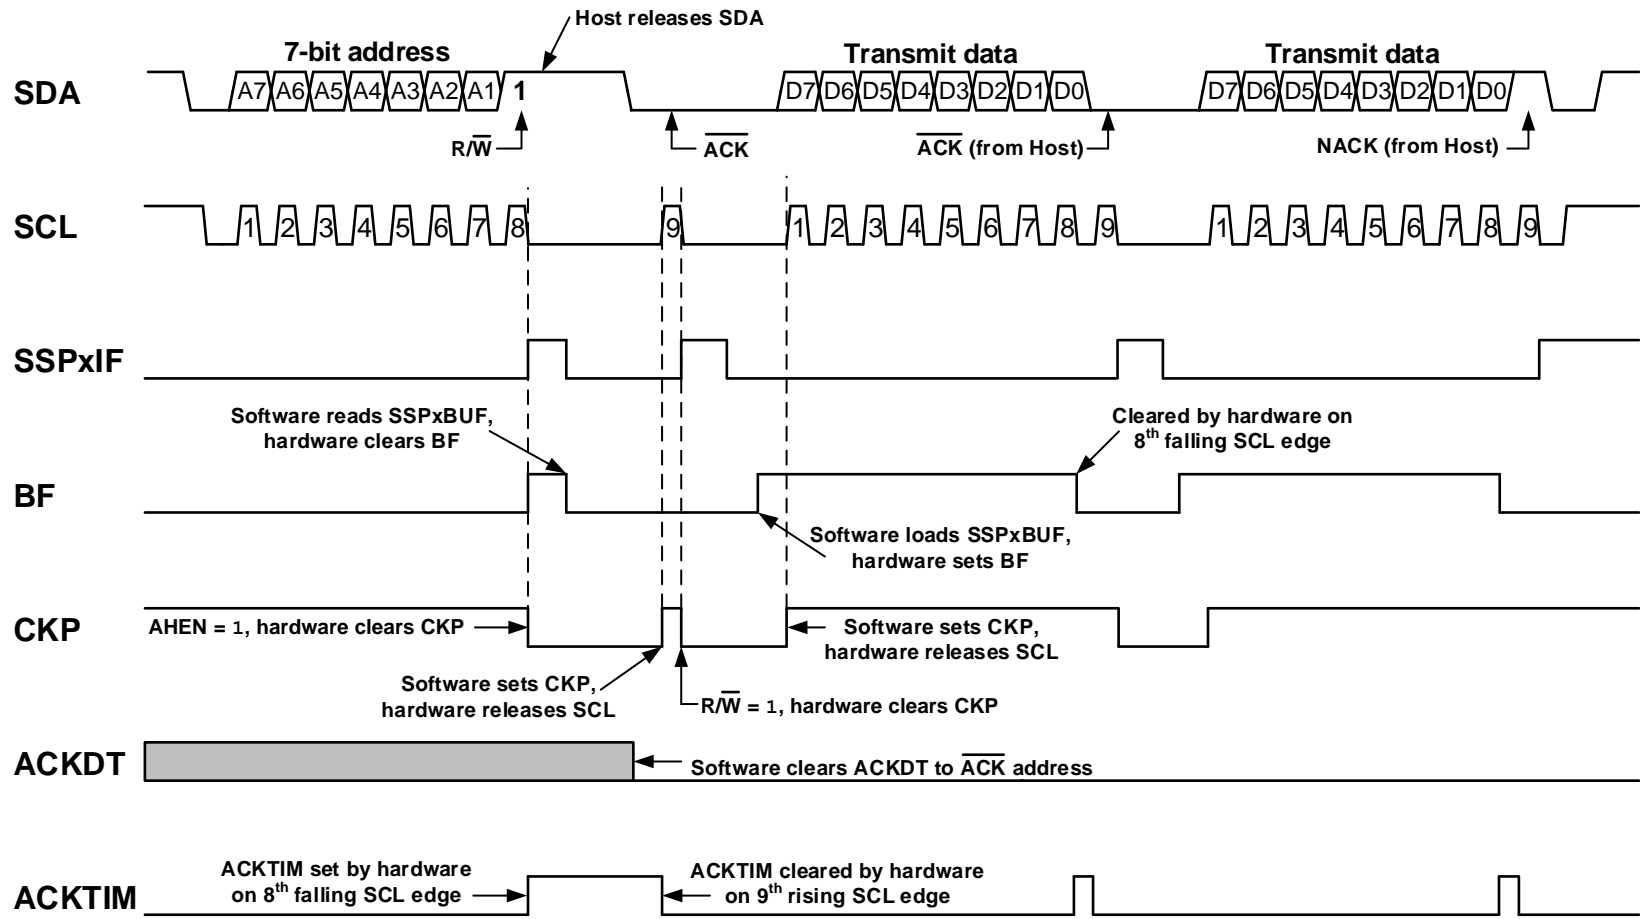 Host releases SDA
7-bit address
Transmit data
Transmit data
SDA
A7 A6 A5 A4 A3 A2 A1 1
D7 D6 D5 D4 D3 D2 D1 D0
D7 D6 D5 D4 D3 D2 D1 D0
R/W̅
A̅C̅K̅
A̅C̅K̅ (from Host)
NACK (from Host)
SCL
1 2 3 4 5 6 7 8 9
1 2 3 4 5 6 7 8 9
1 2 3 4 5 6 7 8 9
SSPxIF
Software reads SSPxBUF,
hardware clears BF
Cleared by hardware on
8th falling SCL edge
BF
Software loads SSPxBUF,
hardware sets BF
CKP
AHEN = 1, hardware clears CKP
Software sets CKP,
hardware releases SCL
Software sets CKP,
hardware releases SCL
R/W̅ = 1, hardware clears CKP
ACKDT
Software clears ACKDT to A̅C̅K̅ address
ACKTIM
ACKTIM set by hardware
on 8th falling SCL edge
ACKTIM cleared by hardware
on 9th rising SCL edge